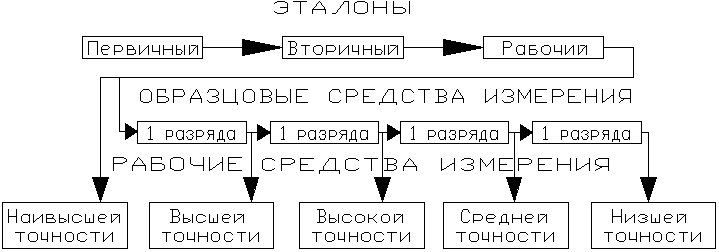 ЭТАЛОНЫ
Первичный Вторичный Рабочий
ОБРАЗЦОВЫЕ СРЕДСТВА ИЗМЕРЕНИЯ
1 разряда 1 разряда 1 разряда 1 разряда
РАБОЧИЕ СРЕДСТВА ИЗМЕРЕНИЯ
Наивысшей Высшей Высокой Средней Низшей
точности точности точности точности точности